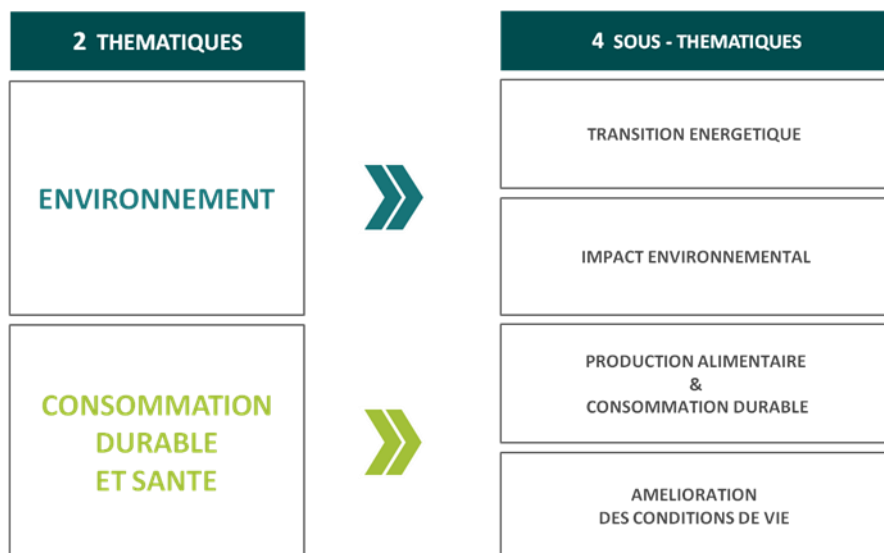 2 THEMATIQUES
4 SOUS - THEMATIQUES
ENVIRONNEMENT
TRANSITION ENERGETIQUE
IMPACT ENVIRONNEMENTAL
CONSOMMATION
DURABLE
ET SANTE
PRODUCTION ALIMENTAIRE
&
CONSOMMATION DURABLE
AMELIORATION
DES CONDITIONS DE VIE